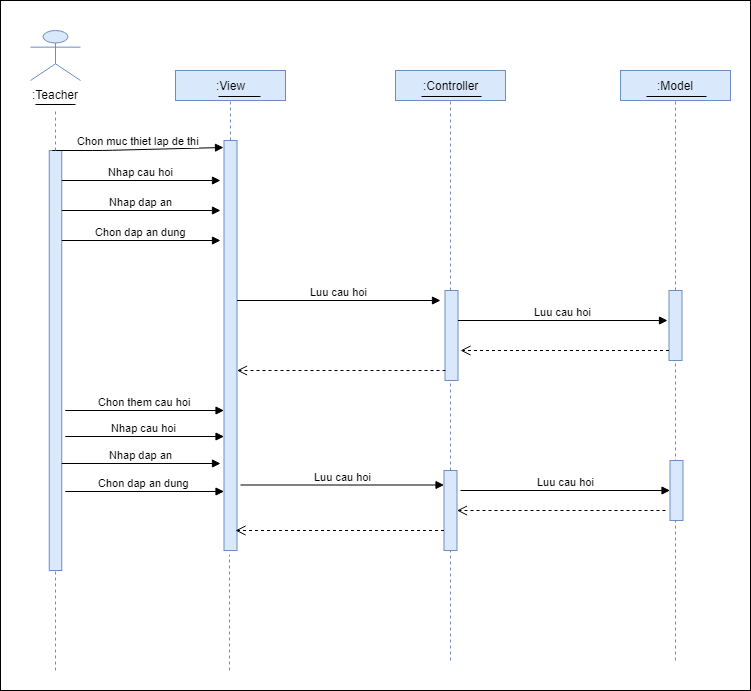 :Teacher
:View
:Controller
:Model
Chon muc thiet lap de thi
Nhap cau hoi
Nhap dap an
Chon dap an dung
Luu cau hoi
Luu cau hoi
Chon them cau hoi
Nhap cau hoi
Nhap dap an
Chon dap an dung
Luu cau hoi
Luu cau hoi